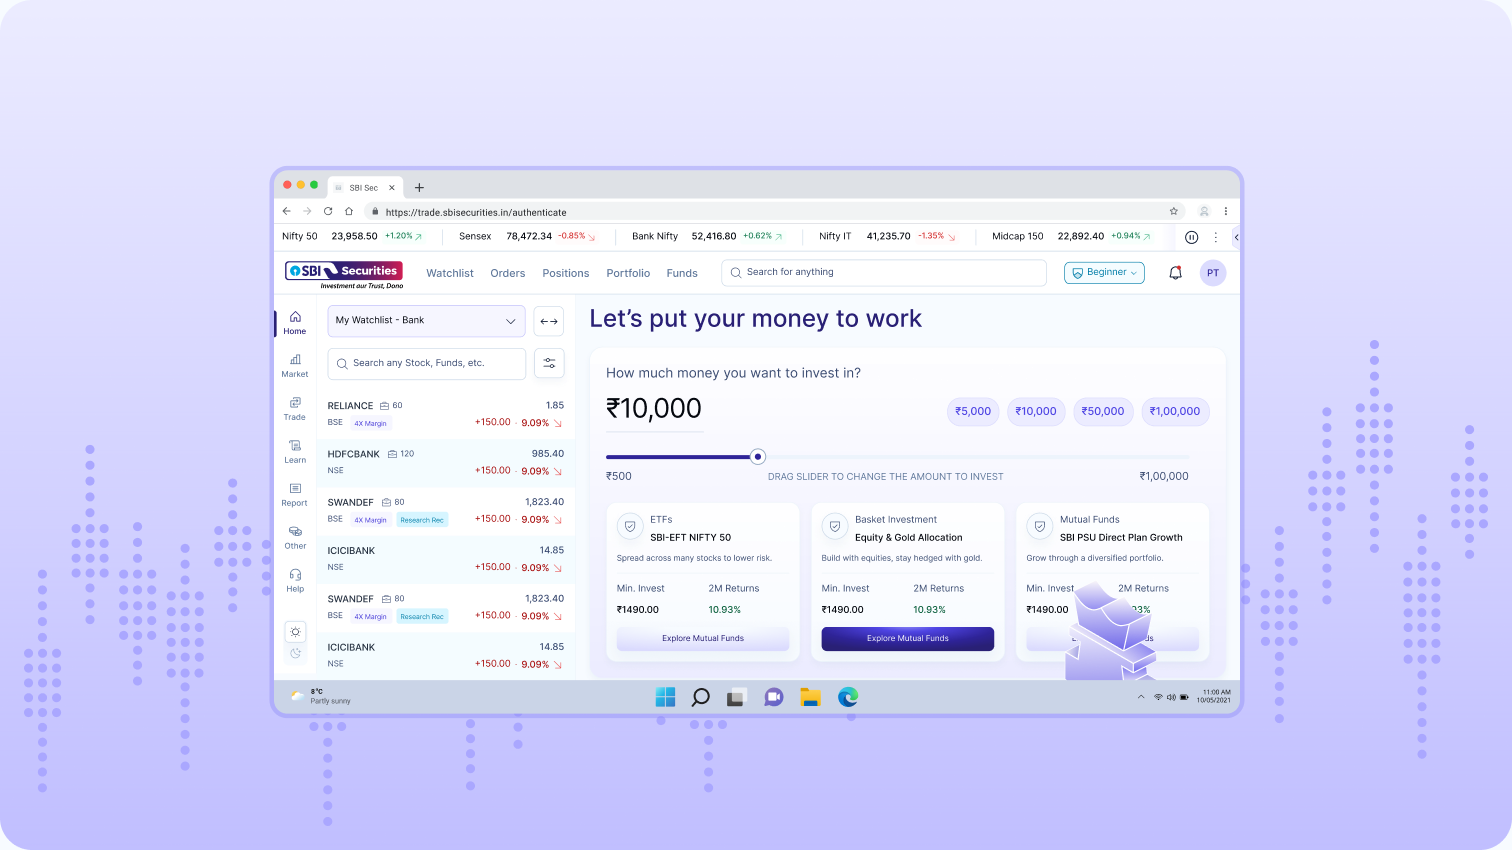 SBI Sec
https://trade.sbisecurities.in/authenticate
Nifty 50 23,958.50 +1.20% Sensex 78,472.34 -0.85% Bank Nifty 52,416.80 +0.62% Nifty IT 41,235.70 -1.35% Midcap 150 22,892.40 +0.94%
SBI Securities
Investment our Trust, Dono
Watchlist Orders Positions Portfolio Funds Search for anything Beginner PT
Home
Market
Trade
Learn
Report
Other
Help
My Watchlist - Bank
Search any Stock, Funds, etc.
RELIANCE 60 1.85
BSE 4X Margin +150.00 · 9.09%
HDFCBANK 120 985.40
NSE +150.00 · 9.09%
SWANDEF 80 1,823.40
BSE 4X Margin Research Rec +150.00 · 9.09%
ICICIBANK 14.85
NSE +150.00 · 9.09%
SWANDEF 80 1,823.40
BSE 4X Margin Research Rec +150.00 · 9.09%
ICICIBANK 14.85
NSE +150.00 · 9.09%
Let's put your money to work
How much money you want to invest in?
₹10,000 ₹5,000 ₹10,000 ₹50,000 ₹1,00,000
₹500 DRAG SLIDER TO CHANGE THE AMOUNT TO INVEST ₹1,00,000
ETFs
SBI-EFT NIFTY 50
Spread across many stocks to lower risk.
Min. Invest 2M Returns
₹1490.00 10.93%
Explore Mutual Funds
Basket Investment
Equity & Gold Allocation
Build with equities, stay hedged with gold.
Min. Invest 2M Returns
₹1490.00 10.93%
Explore Mutual Funds
Mutual Funds
SBI PSU Direct Plan Growth
Grow through a diversified portfolio.
Min. Invest 2M Returns
₹1490.00
8°C
Partly sunny
11:00 AM
10/05/2021